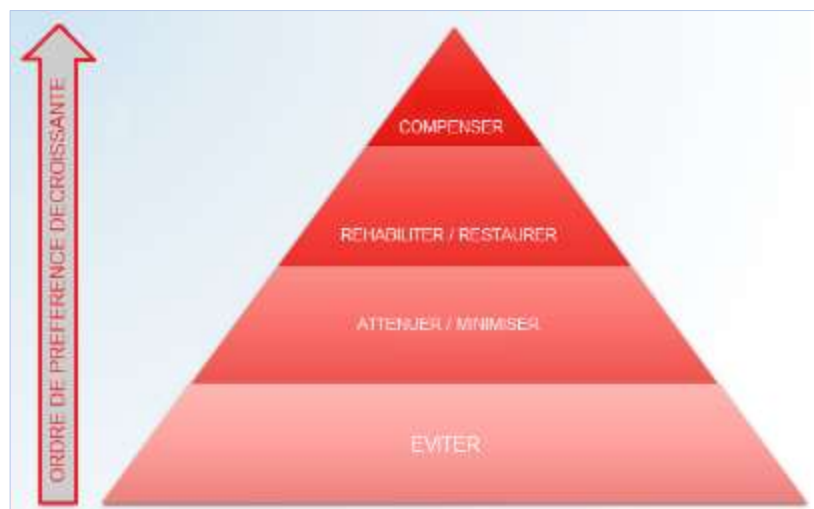 ORDRE DE PREFERENCE DECROISSANTE
COMPENSER
REHABILITER / RESTAURER
ATTENUER / MINIMISER
EVITER